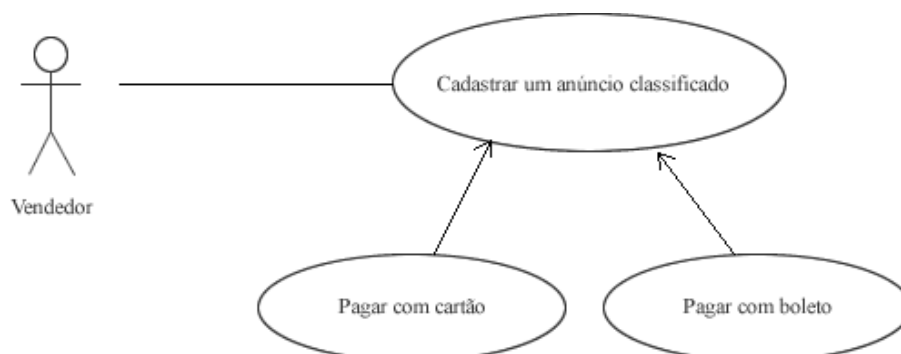 Cadastrar um anúncio classificado
Vendedor
Pagar com cartão
Pagar com boleto